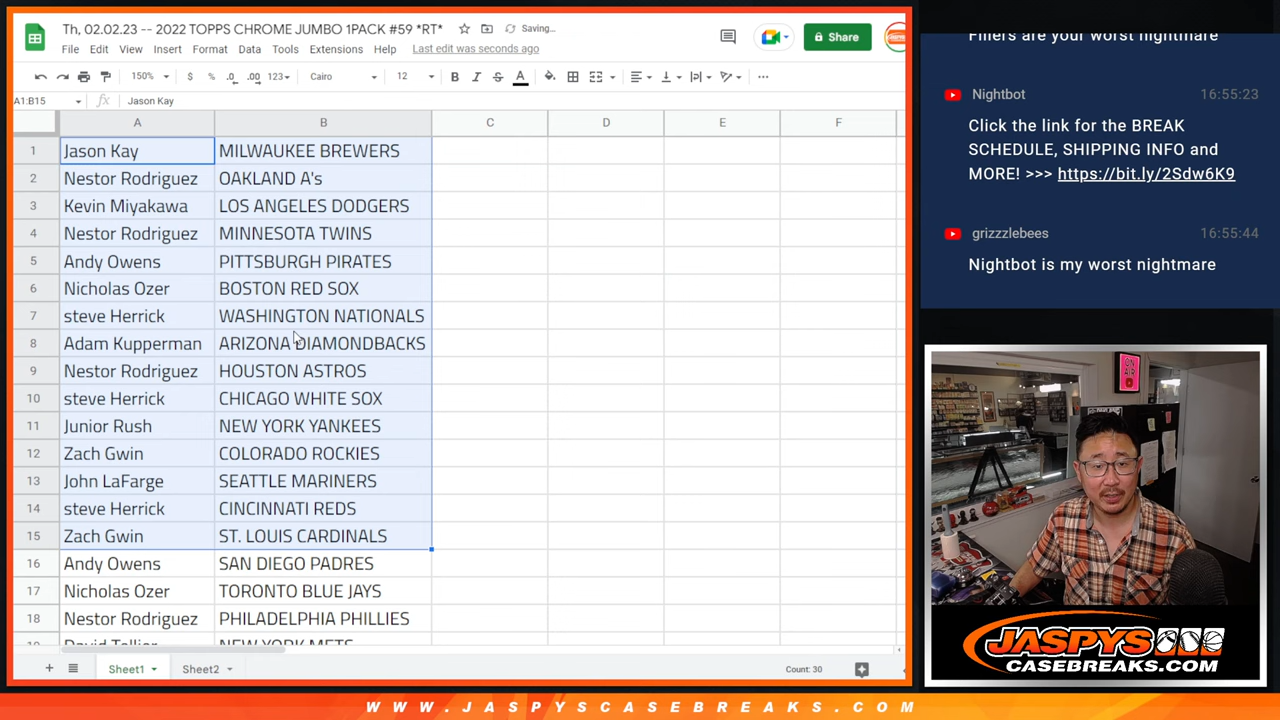 Th, 02.02.23 -- 2022 TOPPS CHROME JUMBO 1PACK #59 *RT*
Saving...
File Edit View Insert Format Data Tools Extensions Help Last edit was seconds ago
Share
150% $ % .0 .00 123 Cairo 12 B I S A
A1:B15 fx Jason Kay
A B C D E F
1 Jason Kay MILWAUKEE BREWERS
2 Nestor Rodriguez OAKLAND A's
3 Kevin Miyakawa LOS ANGELES DODGERS
4 Nestor Rodriguez MINNESOTA TWINS
5 Andy Owens PITTSBURGH PIRATES
6 Nicholas Ozer BOSTON RED SOX
7 steve Herrick WASHINGTON NATIONALS
8 Adam Kupperman ARIZONA DIAMONDBACKS
9 Nestor Rodriguez HOUSTON ASTROS
10 steve Herrick CHICAGO WHITE SOX
11 Junior Rush NEW YORK YANKEES
12 Zach Gwin COLORADO ROCKIES
13 John LaFarge SEATTLE MARINERS
14 steve Herrick CINCINNATI REDS
15 Zach Gwin ST. LOUIS CARDINALS
16 Andy Owens SAN DIEGO PADRES
17 Nicholas Ozer TORONTO BLUE JAYS
18 Nestor Rodriguez PHILADELPHIA PHILLIES
NEW YORK METS
Sheet1 Sheet2 Count: 30
Fillers are your worst nightmare
Nightbot 16:55:23
Click the link for the BREAK
SCHEDULE, SHIPPING INFO and
MORE! >>> https://bit.ly/2Sdw6K9
grizzzlebees 16:55:44
Nightbot is my worst nightmare
ON
AIR
JASPYS
CASEBREAKS.COM
WWW.JASPYSCASEBREAKS.COM